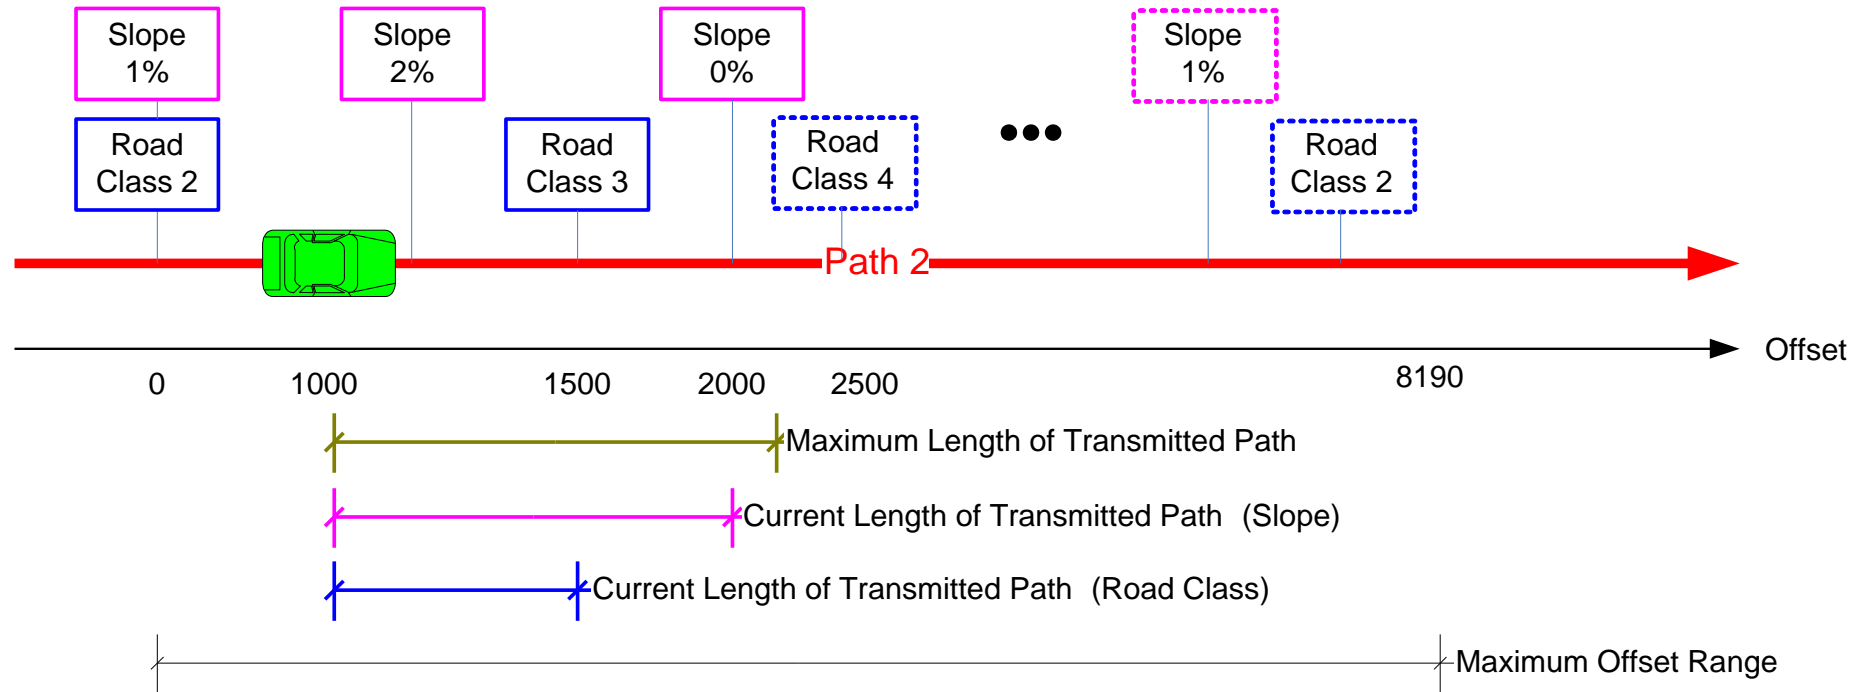 Slope
1%
Slope
2%
Slope
0%
Slope
1%
Road
Class 2
Road
Class 3
Road
Class 4
Road
Class 2
Path 2
Offset
0
1000
1500
2000
2500
8190
Maximum Length of Transmitted Path
Current Length of Transmitted Path (Slope)
Current Length of Transmitted Path (Road Class)
Maximum Offset Range